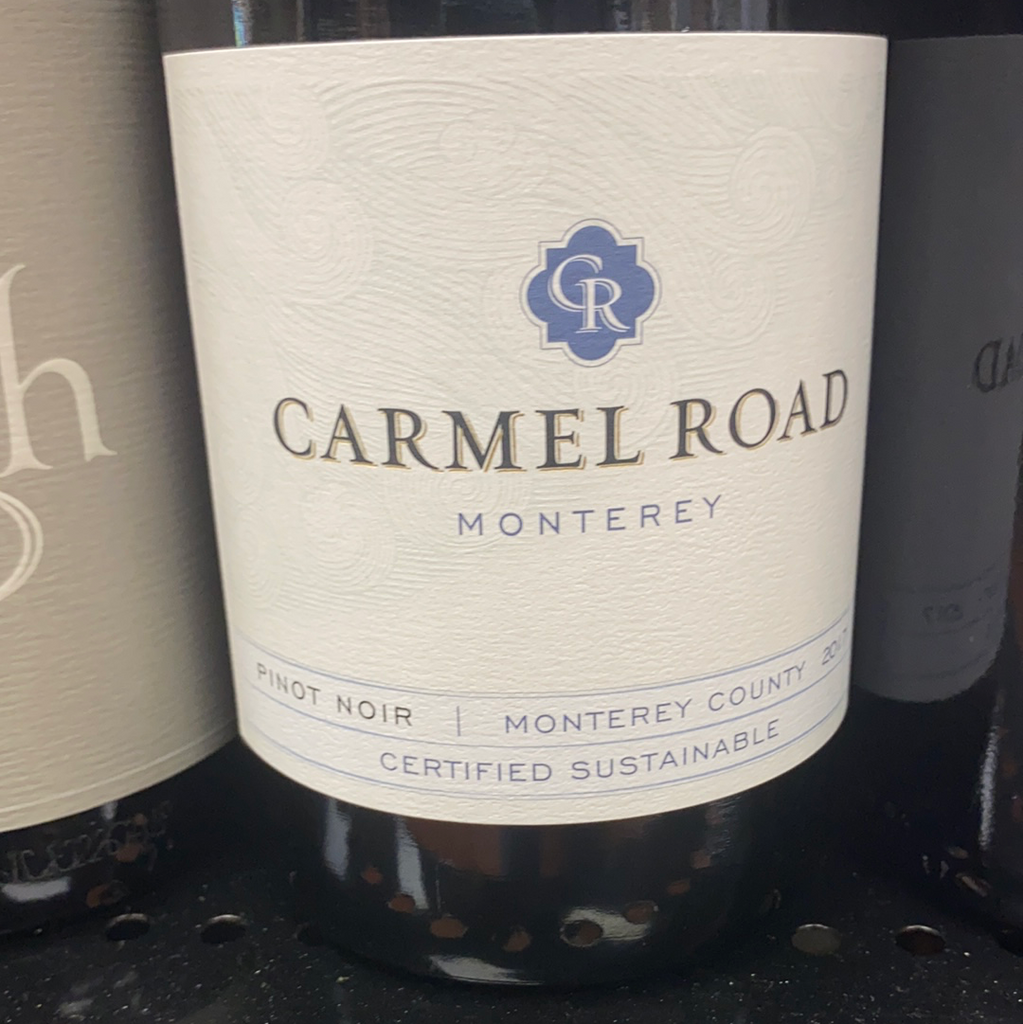 CR
CARMEL ROAD
MONTEREY
PINOT NOIR | MONTEREY COUNTY
CERTIFIED SUSTAINABLE
h